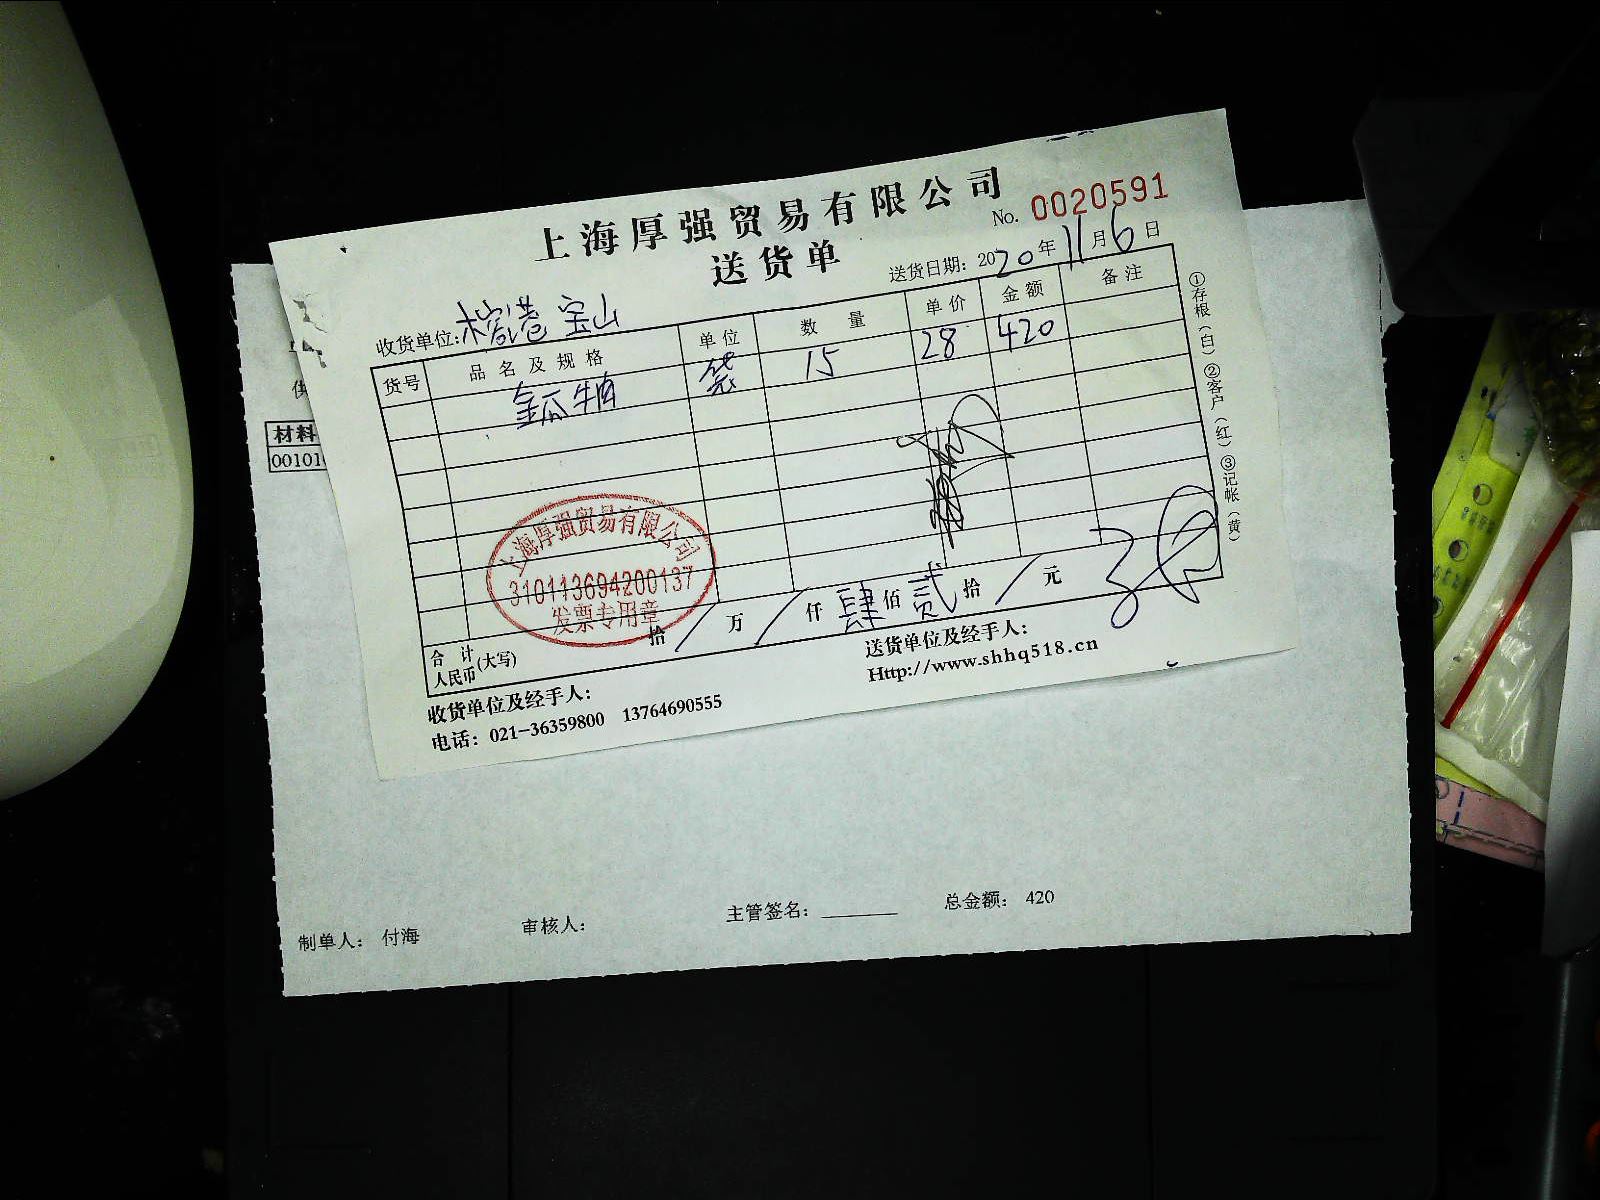 上海厚强贸易有限公司
No. 0020591
送货单
送货日期：2020年11月6日
收货单位：榕港 宝山
货号 品名及规格 单位 数量 单价 金额 备注
金瓜 袋 15 28 420
上海厚强贸易有限公司
310113694200137
发票专用章
合计人民币(大写) 拾/万/仟肆佰贰拾/元
收货单位及经手人：
送货单位及经手人：
电话：021-36359800 13764690555
Http://www.shhq518.cn
①存根（白）②客户（红）③记帐（黄）
供
材料
00101
制单人： 付海 审核人： 主管签名： 总金额： 420